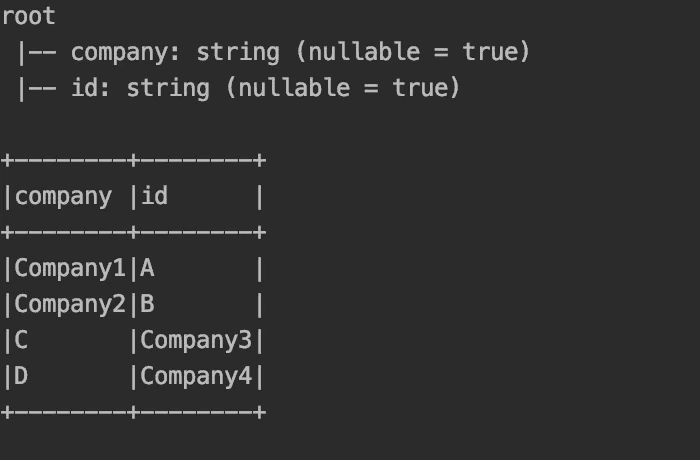 root
 |-- company: string (nullable = true)
 |-- id: string (nullable = true)

+--------+--------+
|company |id      |
+--------+--------+
|Company1|A       |
|Company2|B       |
|C       |Company3|
|D       |Company4|
+--------+--------+